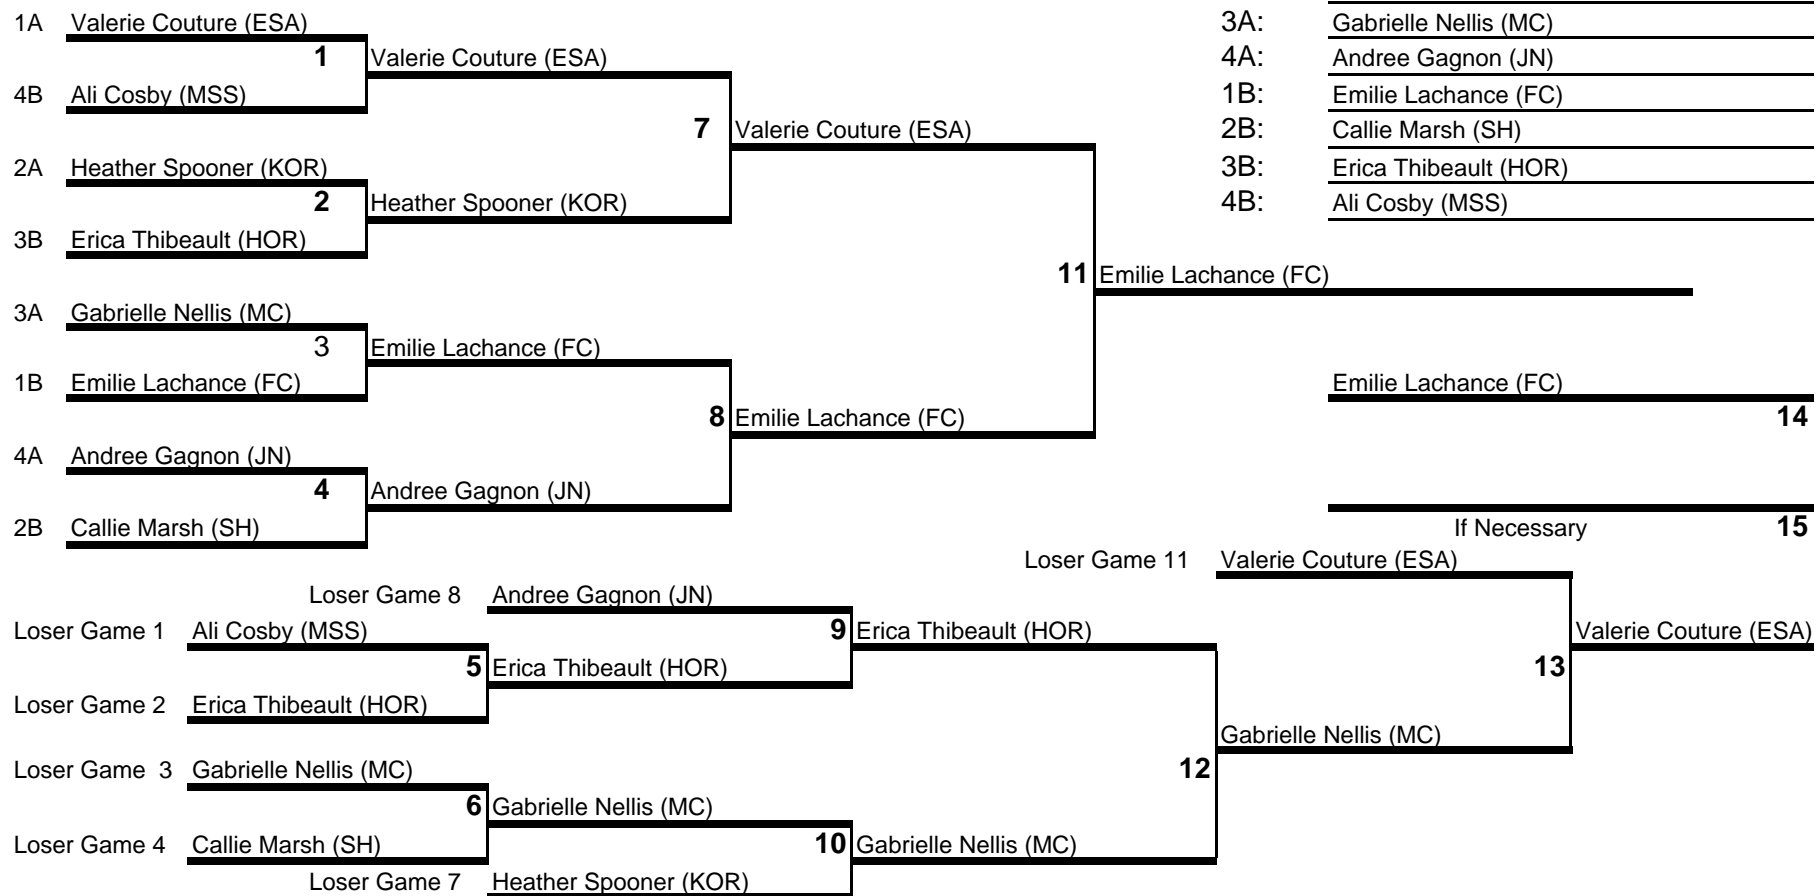 1A Valerie Couture (ESA)
3A: Gabrielle Nellis (MC)
1 Valerie Couture (ESA)
4A: Andree Gagnon (JN)
4B Ali Cosby (MSS)
1B: Emilie Lachance (FC)
7 Valerie Couture (ESA)
2B: Callie Marsh (SH)
2A Heather Spooner (KOR)
3B: Erica Thibeault (HOR)
2 Heather Spooner (KOR)
4B: Ali Cosby (MSS)
3B Erica Thibeault (HOR)
11 Emilie Lachance (FC)
3A Gabrielle Nellis (MC)
3 Emilie Lachance (FC)
1B Emilie Lachance (FC)
Emilie Lachance (FC)
8 Emilie Lachance (FC)
14
4A Andree Gagnon (JN)
4 Andree Gagnon (JN)
2B Callie Marsh (SH)
If Necessary 15
Loser Game 11 Valerie Couture (ESA)
Loser Game 8 Andree Gagnon (JN)
Loser Game 1 Ali Cosby (MSS)
9 Erica Thibeault (HOR)
Valerie Couture (ESA)
5 Erica Thibeault (HOR)
13
Loser Game 2 Erica Thibeault (HOR)
Gabrielle Nellis (MC)
Loser Game 3 Gabrielle Nellis (MC)
12
6 Gabrielle Nellis (MC)
Loser Game 4 Callie Marsh (SH)
10 Gabrielle Nellis (MC)
Loser Game 7 Heather Spooner (KOR)